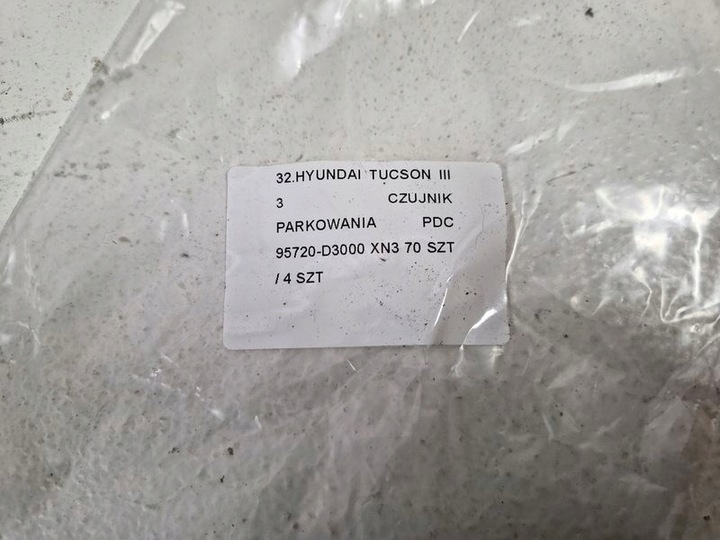 32.HYUNDAI TUCSON III
3 CZUJNIK
PARKOWANIA PDC
95720-D3000 XN3 70 SZT
/ 4 SZT